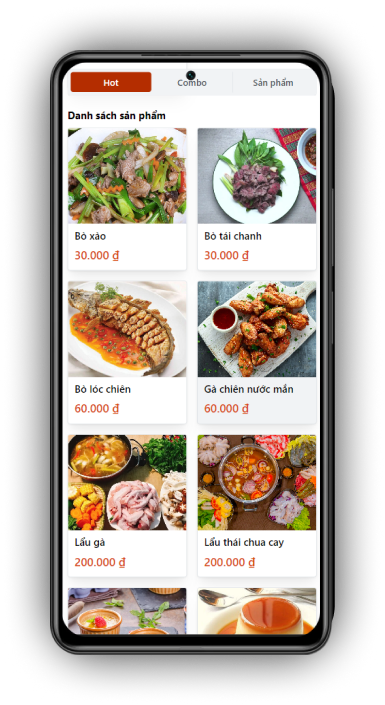 Hot
Combo
Sản phẩm
Danh sách sản phẩm
Bò xào
Bò tái chanh
30.000 ₫
30.000 ₫
Bò lóc chiên
Gà chiên nước mắn
60.000 ₫
60.000 ₫
Lẩu gà
Lẩu thái chua cay
200.000 ₫
200.000 ₫